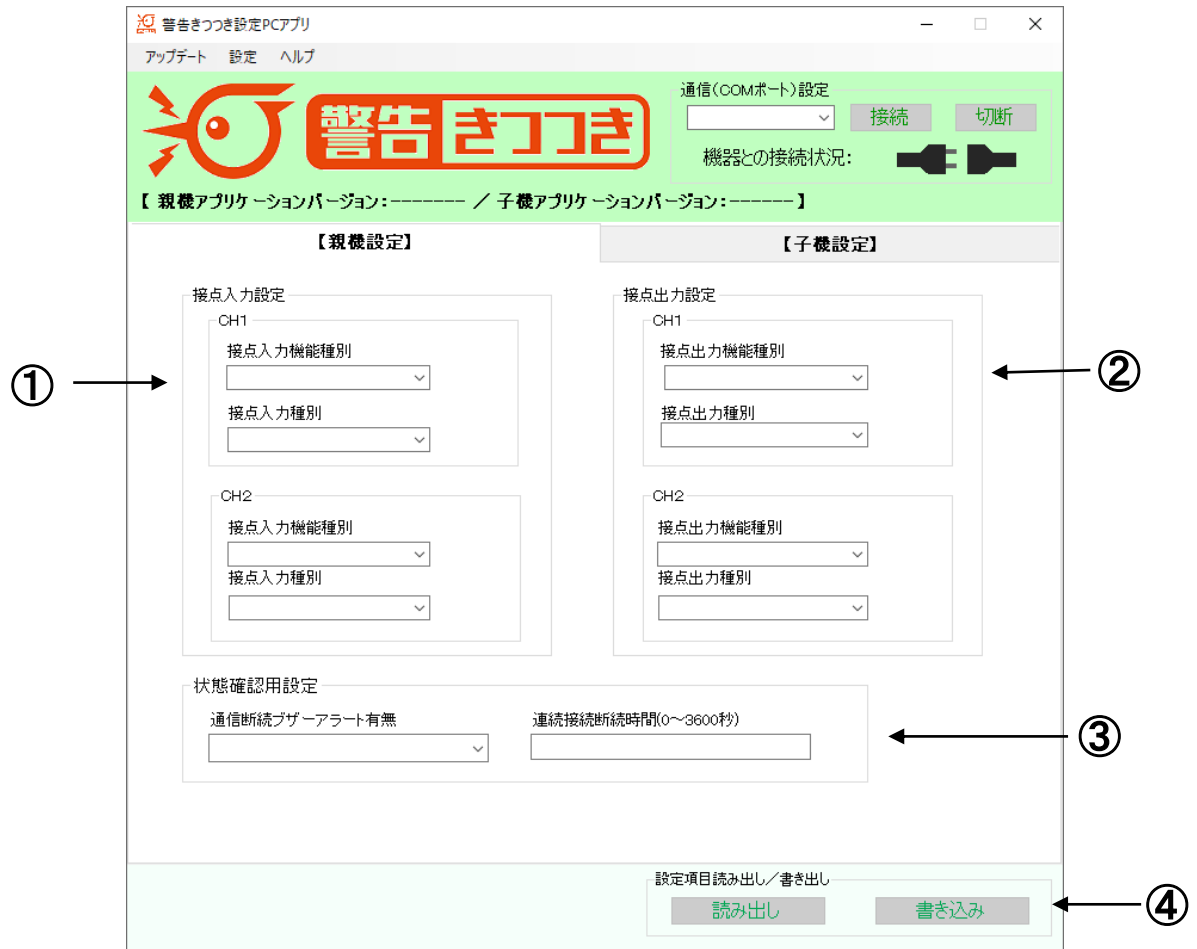 警告きつつき設定PCアプリ
アップデート 設定 ヘルプ
警告きつつき
通信(COMポート)設定
接続 切断
機器との接続状況:
【 親機アプリケーションバージョン:------- / 子機アプリケーションバージョン:------】
【親機設定】 【子機設定】
接点入力設定
CH1
接点入力機能種別
接点入力種別
CH2
接点入力機能種別
接点入力種別
①
接点出力設定
CH1
接点出力機能種別
接点出力種別
CH2
接点出力機能種別
接点出力種別
②
状態確認用設定
通信断続ブザーアラート有無 連続接続断続時間(0～3600秒)
③
設定項目読み出し/書き出し
読み出し 書き込み
④